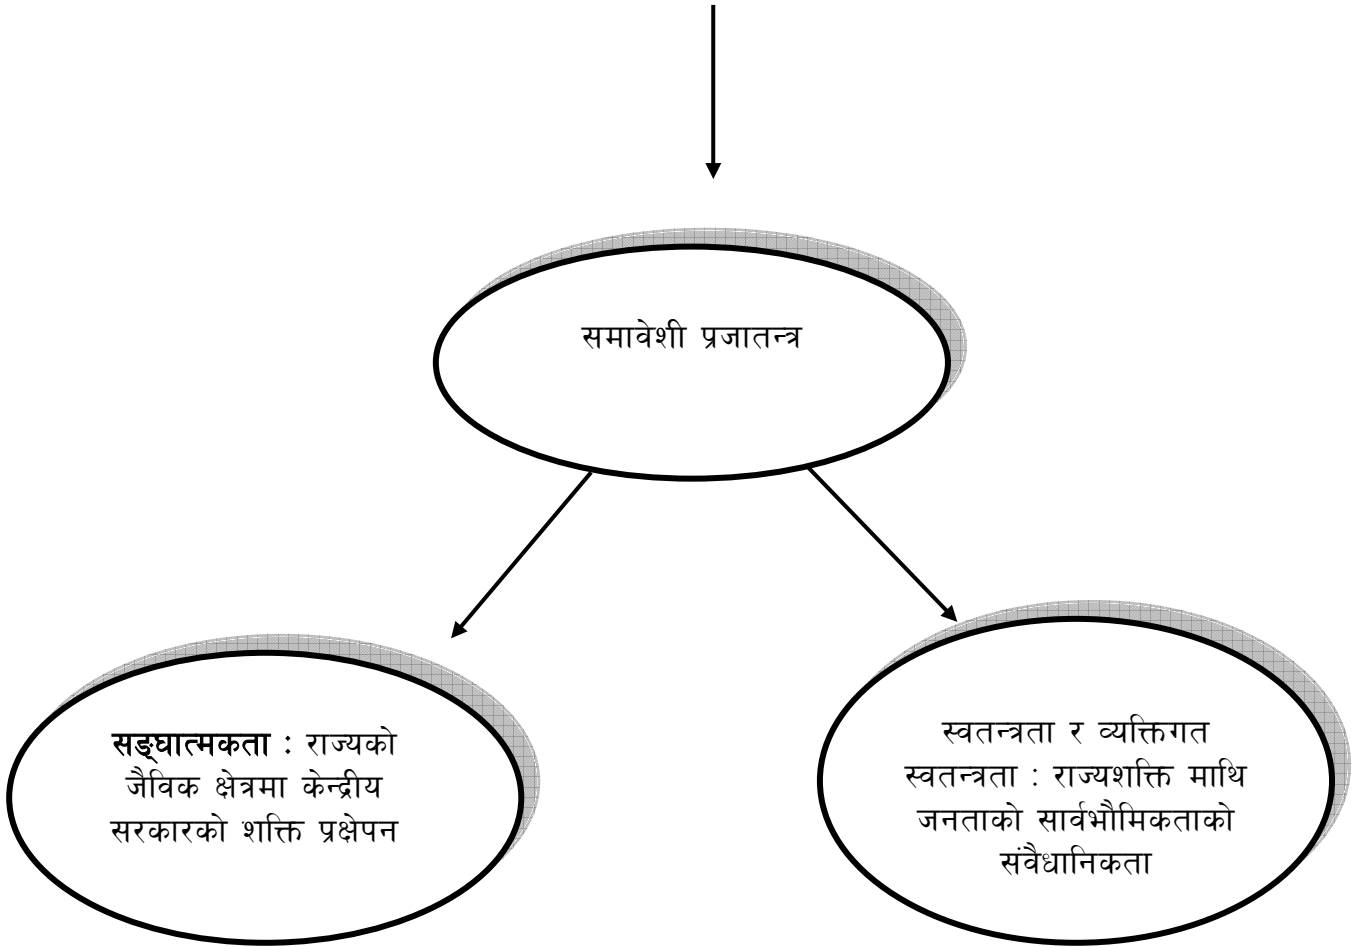 समावेशी प्रजातन्त्र
सङ्घात्मकता : राज्यको
जैविक क्षेत्रमा केन्द्रीय
सरकारको शक्ति प्रक्षेपन
स्वतन्त्रता र व्यक्तिगत
स्वतन्त्रता : राज्यशक्ति माथि
जनताको सार्वभौमिकताको
संवैधानिकता